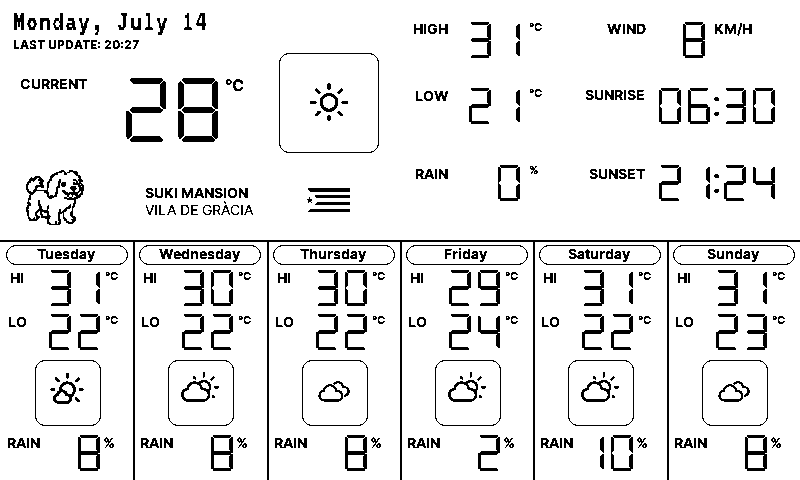 Monday, July 14
LAST UPDATE: 20:27
CURRENT 28 °C
HIGH 31 °C
LOW 21 °C
RAIN 0 %
WIND 8 KM/H
SUNRISE 06:30
SUNSET 21:24
SUKI MANSION
VILA DE GRÀCIA
Tuesday
HI 31 °C
LO 22 °C
RAIN 8 %
Wednesday
HI 30 °C
LO 22 °C
RAIN 8 %
Thursday
HI 30 °C
LO 22 °C
RAIN 8 %
Friday
HI 29 °C
LO 24 °C
RAIN 2 %
Saturday
HI 31 °C
LO 22 °C
RAIN 10 %
Sunday
HI 31 °C
LO 23 °C
RAIN 8 %